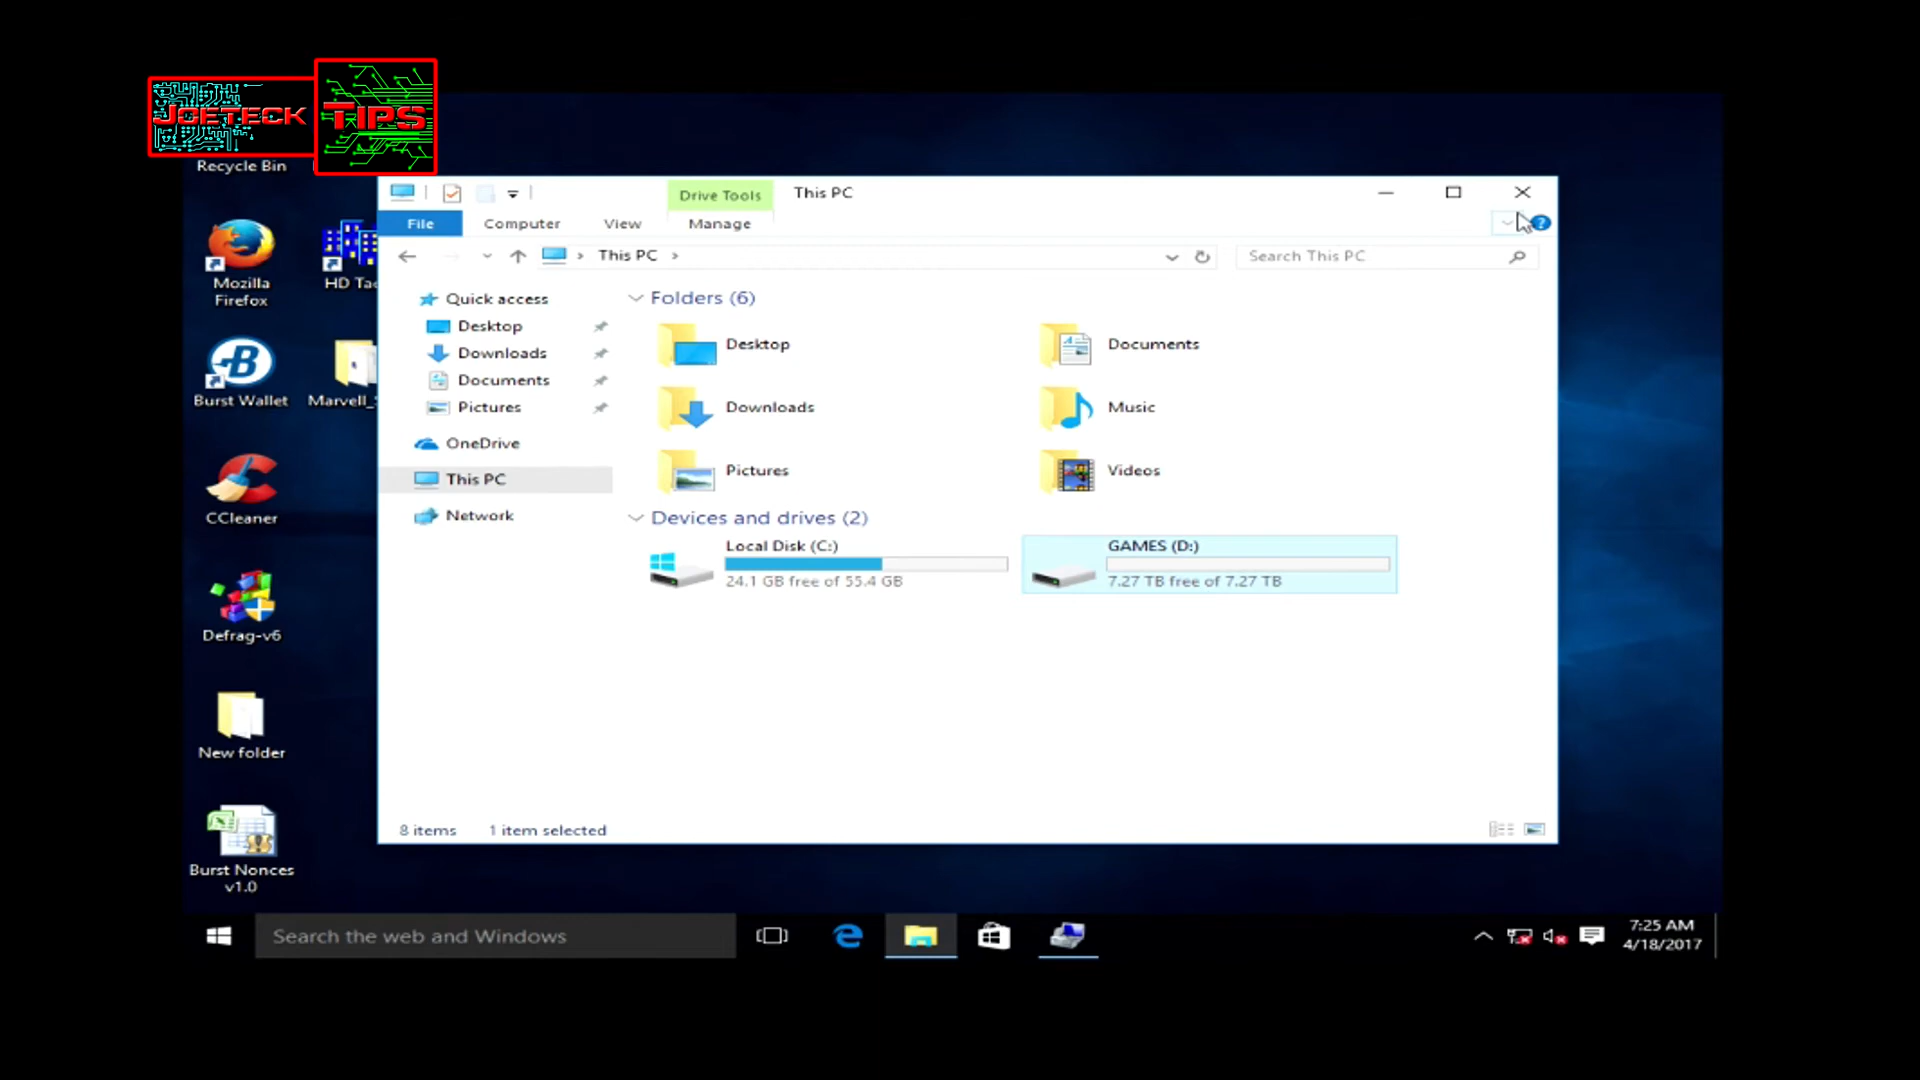 JOETECK TIPS
Recycle Bin
Mozilla
Firefox
HD Tac
Burst Wallet
Marvell_S
CCleaner
Defrag-v6
New folder
Burst Nonces
v1.0
Drive Tools
This PC
File
Computer
View
Manage
This PC
Search This PC
Quick access
Desktop
Downloads
Documents
Pictures
OneDrive
This PC
Network
Folders (6)
Desktop
Documents
Downloads
Music
Pictures
Videos
Devices and drives (2)
Local Disk (C:)
24.1 GB free of 55.4 GB
GAMES (D:)
7.27 TB free of 7.27 TB
8 items
1 item selected
Search the web and Windows
7:25 AM
4/18/2017